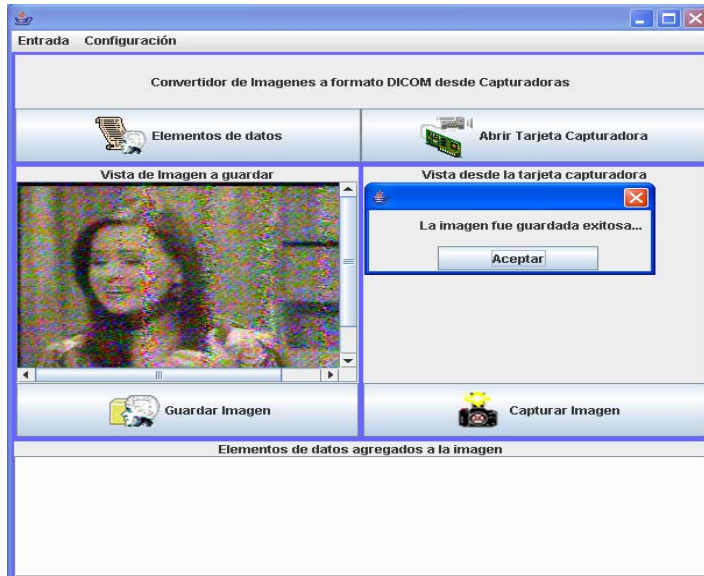 Entrada Configuración
Convertidor de Imagenes a formato DICOM desde Capturadoras
Elementos de datos
Abrir Tarjeta Capturadora
Vista de Imagen a guardar
Vista desde la tarjeta capturadora
La imagen fue guardada exitosa...
Aceptar
Guardar Imagen
Capturar Imagen
Elementos de datos agregados a la imagen